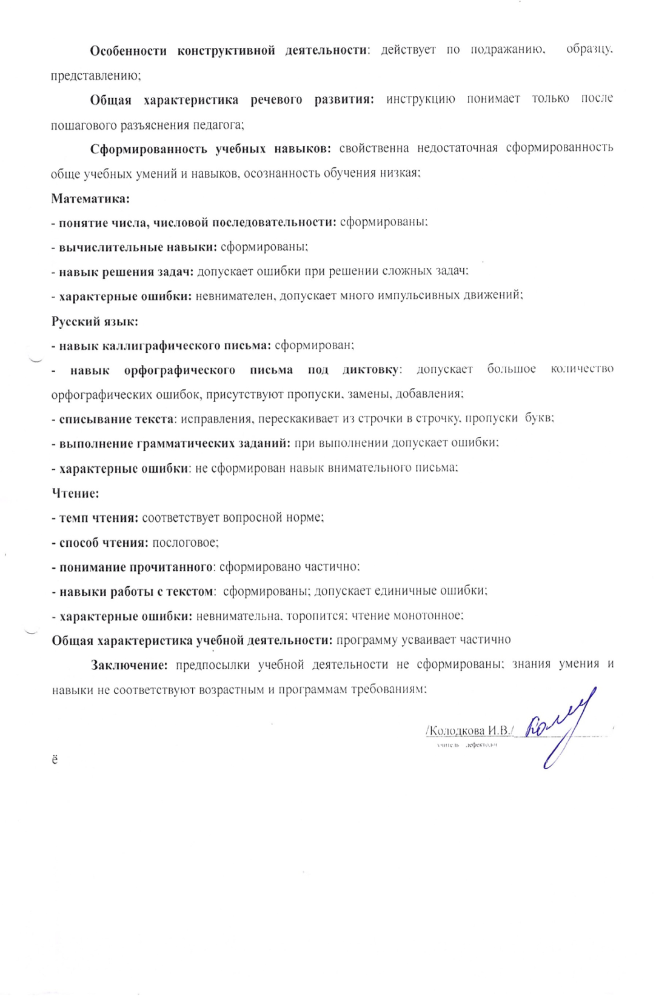 Особенности конструктивной деятельности: действует по подражанию, образцу,
представлению;
Общая характеристика речевого развития: инструкцию понимает только после
пошагового разъяснения педагога;
Сформированность учебных навыков: свойственна недостаточная сформированность
обще учебных умений и навыков, осознанность обучения низкая;
Математика:
- понятие числа, числовой последовательности: сформированы;
- вычислительные навыки: сформированы;
- навык решения задач: допускает ошибки при решении сложных задач;
- характерные ошибки: невнимателен, допускает много импульсивных движений;
Русский язык:
- навык каллиграфического письма: сформирован;
- навык орфографического письма под диктовку: допускает большое количество
орфографических ошибок, присутствуют пропуски, замены, добавления;
- списывание текста: исправления, перескакивает из строчки в строчку, пропуски букв;
- выполнение грамматических заданий: при выполнении допускает ошибки;
- характерные ошибки: не сформирован навык внимательного письма;
Чтение:
- темп чтения: соответствует вопросной норме;
- способ чтения: послоговое;
- понимание прочитанного: сформировано частично;
- навыки работы с текстом: сформированы; допускает единичные ошибки;
- характерные ошибки: невнимательна, торопится; чтение монотонное;
Общая характеристика учебной деятельности: программу усваивает частично
Заключение: предпосылки учебной деятельности не сформированы; знания умения и
навыки не соответствуют возрастным и программам требованиям;
/Колодкова И.В./
учитель дефектолог
ё